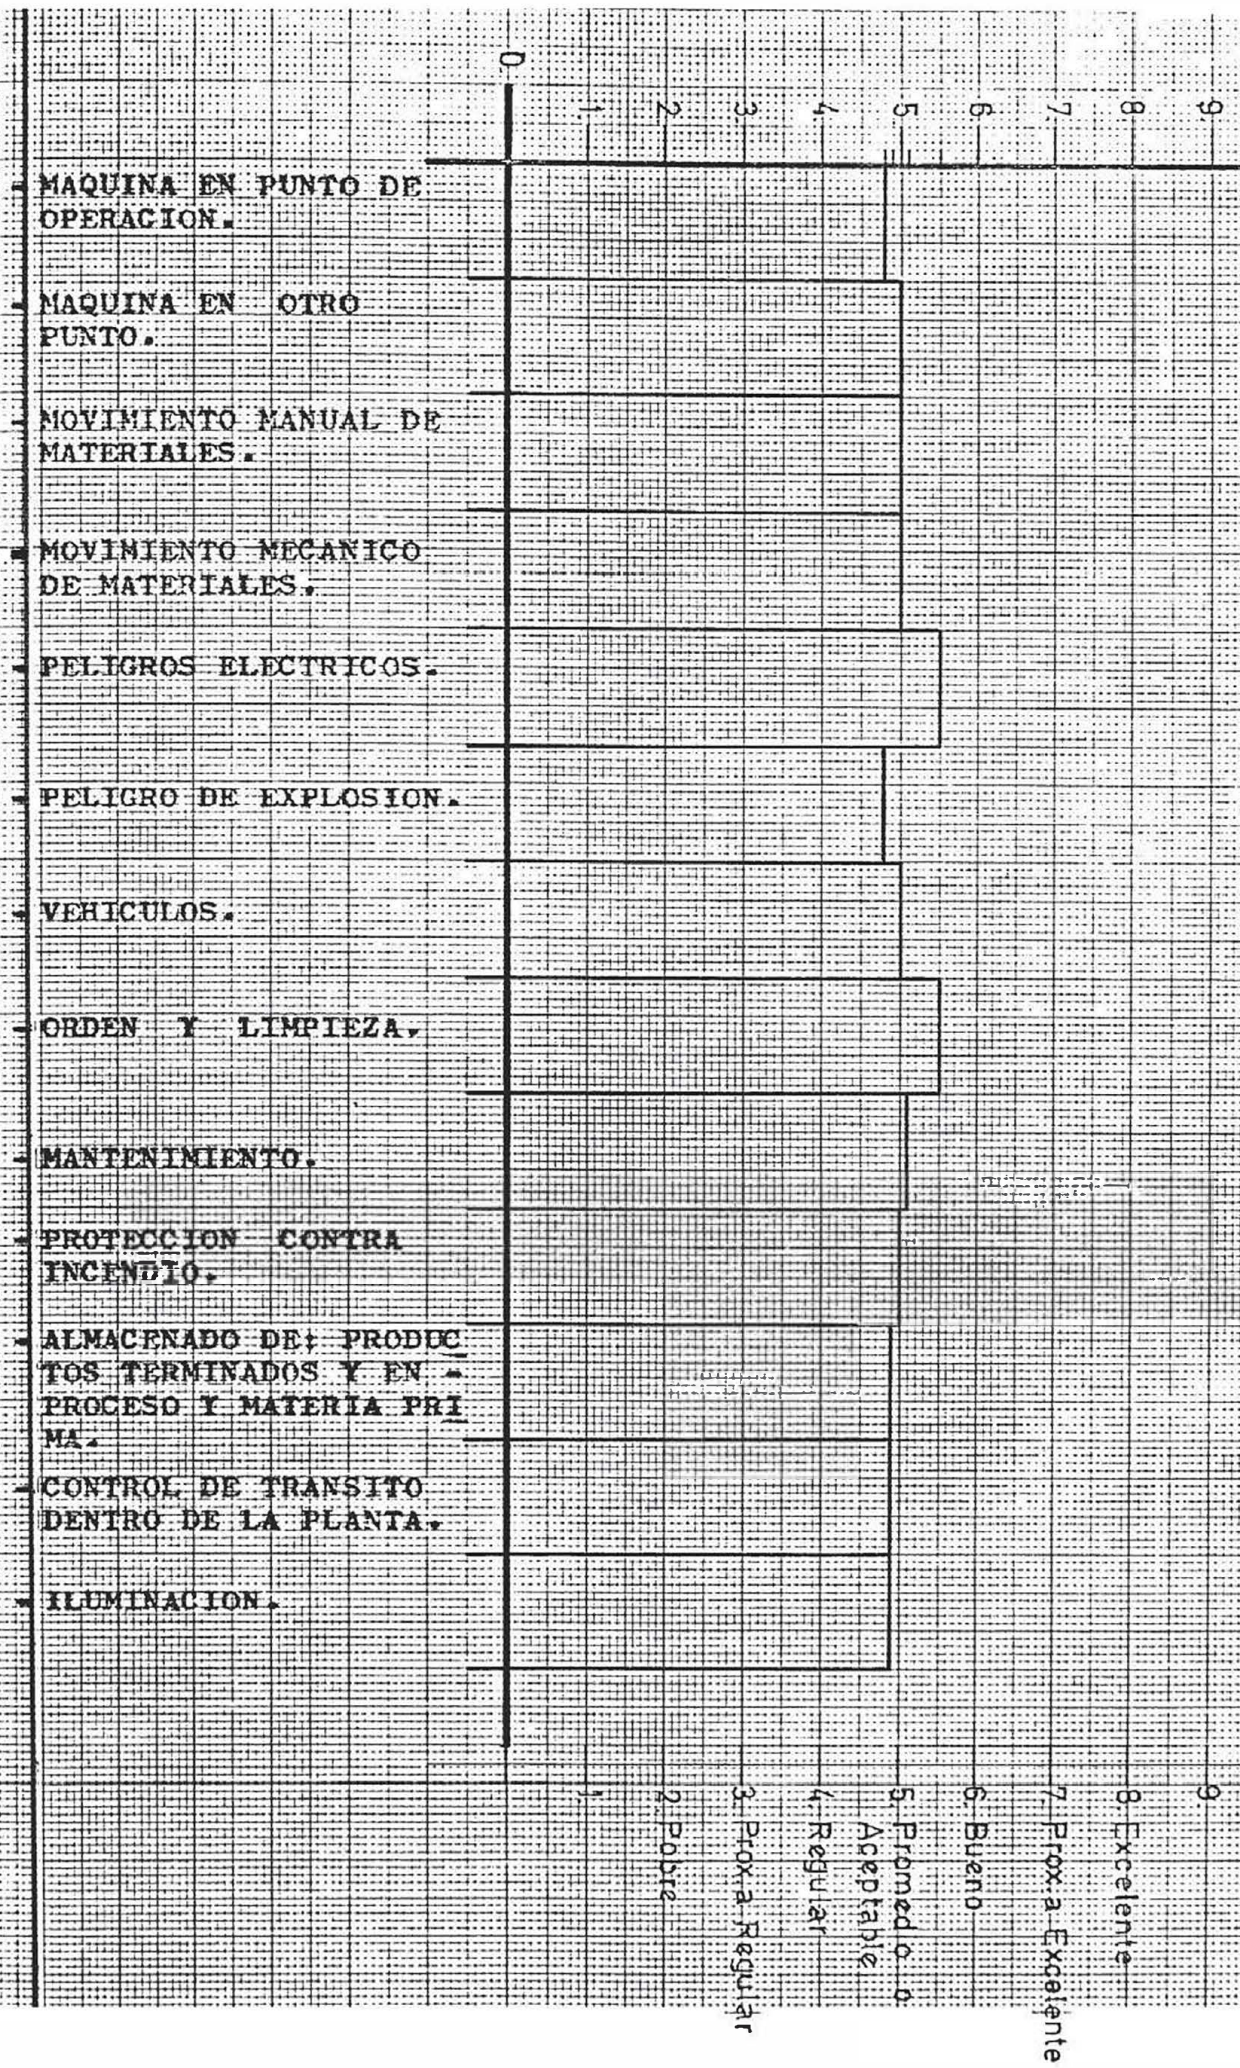 0.
1.
2.
3.
4.
5.
6.
7.
8.
9.
MAQUINA EN PUNTO DE
OPERACION.
MAQUINA EN OTRO
PUNTO.
MOVIMIENTO MANUAL DE
MATERIALES.
MOVIMIENTO MECANICO
DE MATERIALES.
PELIGROS ELECTRICOS.
PELIGRO DE EXPLOSION.
VEHICULOS.
ORDEN Y LIMPIEZA.
MANTENIMIENTO.
PROTECCION CONTRA
INCENDIO.
ALMACENADO DE: PRODUC
TOS TERMINADOS Y EN -
PROCESO Y MATERIA PRI
MA.
CONTROL DE TRANSITO
DENTRO DE LA PLANTA.
ILUMINACION.
1.
2. Pobre
3. Prox. a Regular
4. Regular
5. Promedio o
Aceptable
6. Bueno
7. Prox. a Excelente
8. Excelente
9.